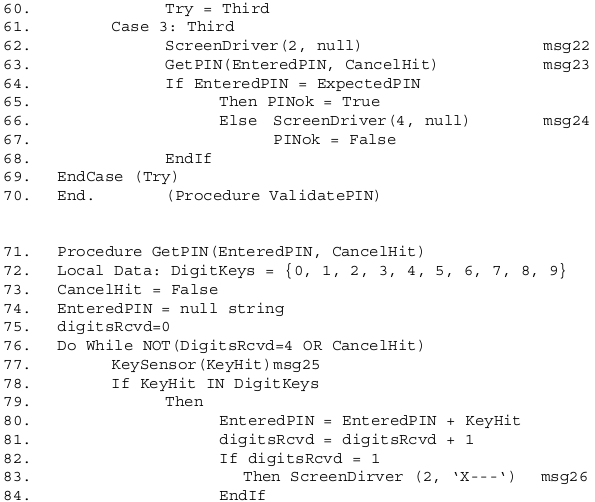 60. Try = Third
61. Case 3: Third
62. ScreenDriver(2, null) msg22
63. GetPIN(EnteredPIN, CancelHit) msg23
64. If EnteredPIN = ExpectedPIN
65. Then PINok = True
66. Else ScreenDriver(4, null) msg24
67. PINok = False
68. EndIf
69. EndCase (Try)
70. End. (Procedure ValidatePIN)
71. Procedure GetPIN(EnteredPIN, CancelHit)
72. Local Data: DigitKeys = {0, 1, 2, 3, 4, 5, 6, 7, 8, 9}
73. CancelHit = False
74. EnteredPIN = null string
75. digitsRcvd=0
76. Do While NOT(DigitsRcvd=4 OR CancelHit)
77. KeySensor(KeyHit)msg25
78. If KeyHit IN DigitKeys
79. Then
80. EnteredPIN = EnteredPIN + KeyHit
81. digitsRcvd = digitsRcvd + 1
82. If digitsRcvd = 1
83. Then ScreenDirver (2, ‘X---‘) msg26
84. EndIf